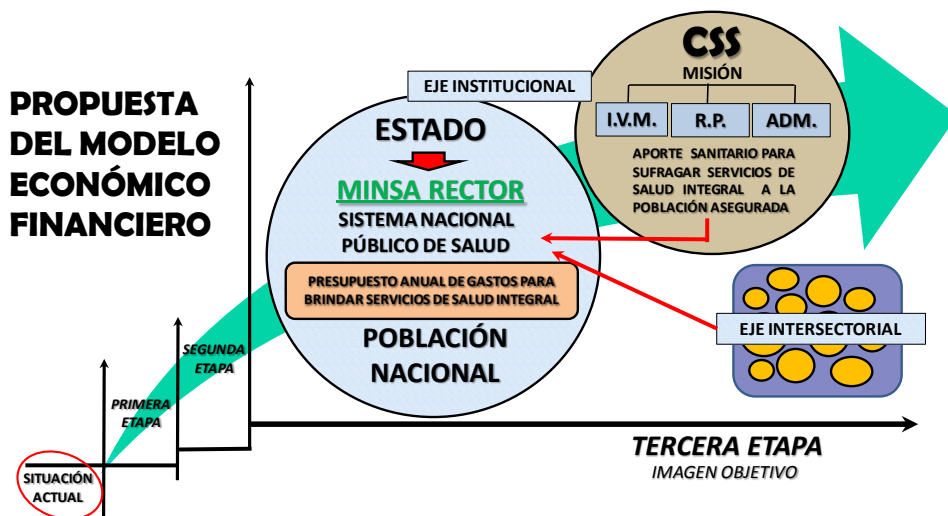 PROPUESTA
DEL MODELO
ECONÓMICO
FINANCIERO
EJE INSTITUCIONAL
ESTADO
MINSA RECTOR
SISTEMA NACIONAL
PÚBLICO DE SALUD
PRESUPUESTO ANUAL DE GASTOS PARA
BRINDAR SERVICIOS DE SALUD INTEGRAL
POBLACIÓN
NACIONAL
CSS
MISIÓN
I.V.M.
R.P.
ADM.
APORTE SANITARIO PARA
SUFRAGAR SERVICIOS DE
SALUD INTEGRAL A LA
POBLACIÓN ASEGURADA
EJE INTERSECTORIAL
SEGUNDA
ETAPA
PRIMERA
ETAPA
SITUACIÓN
ACTUAL
TERCERA ETAPA
IMAGEN OBJETIVO